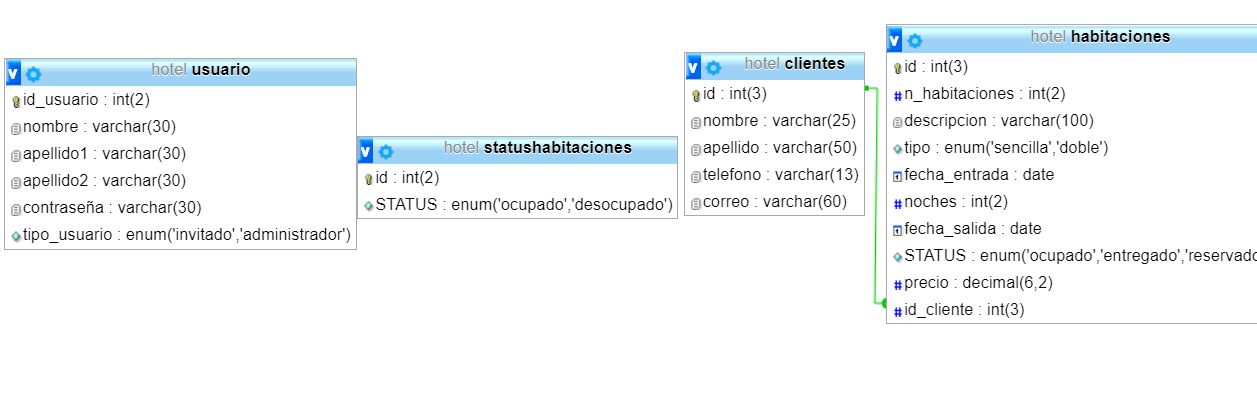 hotel usuario
id_usuario : int(2)
nombre : varchar(30)
apellido1 : varchar(30)
apellido2 : varchar(30)
contraseña : varchar(30)
tipo_usuario : enum('invitado','administrador')
hotel statushabitaciones
id : int(2)
STATUS : enum('ocupado','desocupado')
hotel clientes
id : int(3)
nombre : varchar(25)
apellido : varchar(50)
telefono : varchar(13)
correo : varchar(60)
hotel habitaciones
id : int(3)
n_habitaciones : int(2)
descripcion : varchar(100)
tipo : enum('sencilla','doble')
fecha_entrada : date
noches : int(2)
fecha_salida : date
STATUS : enum('ocupado','entregado','reservado
precio : decimal(6,2)
id_cliente : int(3)